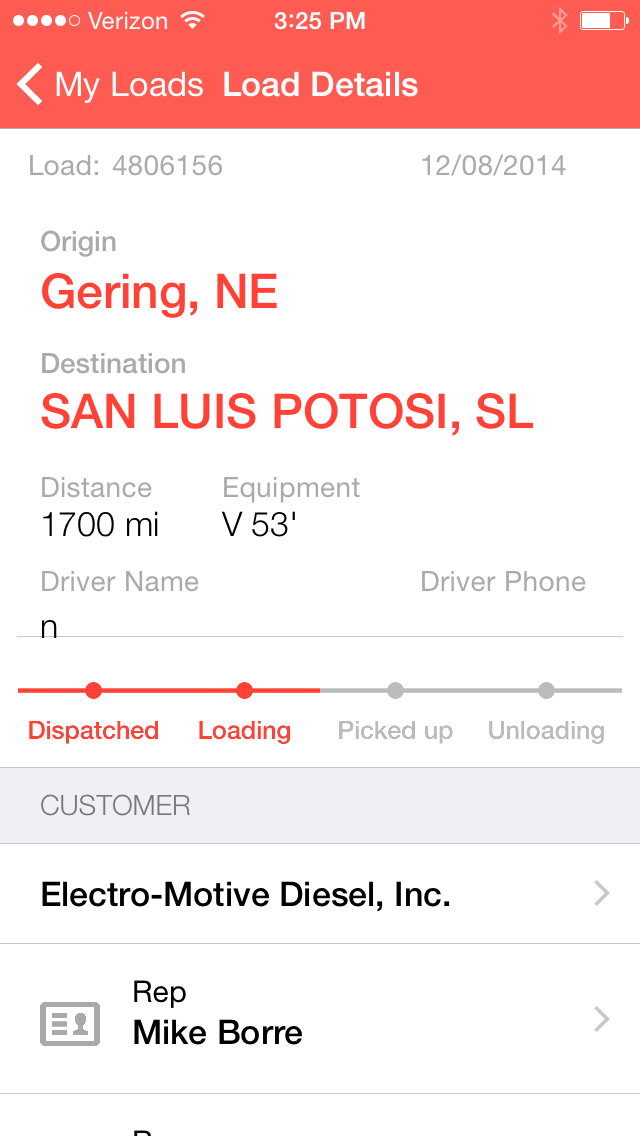 Verizon 3:25 PM
My Loads Load Details
Load: 4806156 12/08/2014
Origin
Gering, NE
Destination
SAN LUIS POTOSI, SL
Distance Equipment
1700 mi V 53'
Driver Name Driver Phone
n
Dispatched Loading Picked up Unloading
CUSTOMER
Electro-Motive Diesel, Inc.
Rep
Mike Borre